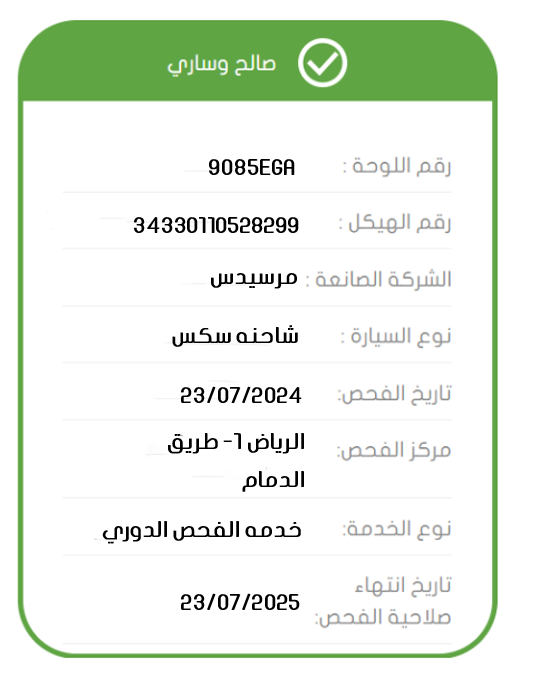 صالح وساري
رقم اللوحة : 9085EGA
رقم الهيكل : 34330110528299
الشركة الصانعة : مرسيدس
نوع السيارة : شاحنه سكس
تاريخ الفحص: 23/07/2024
مركز الفحص: الرياض 1- طريق
الدمام
نوع الخدمة: خدمه الفحص الدوري
تاريخ انتهاء
صلاحية الفحص: 23/07/2025